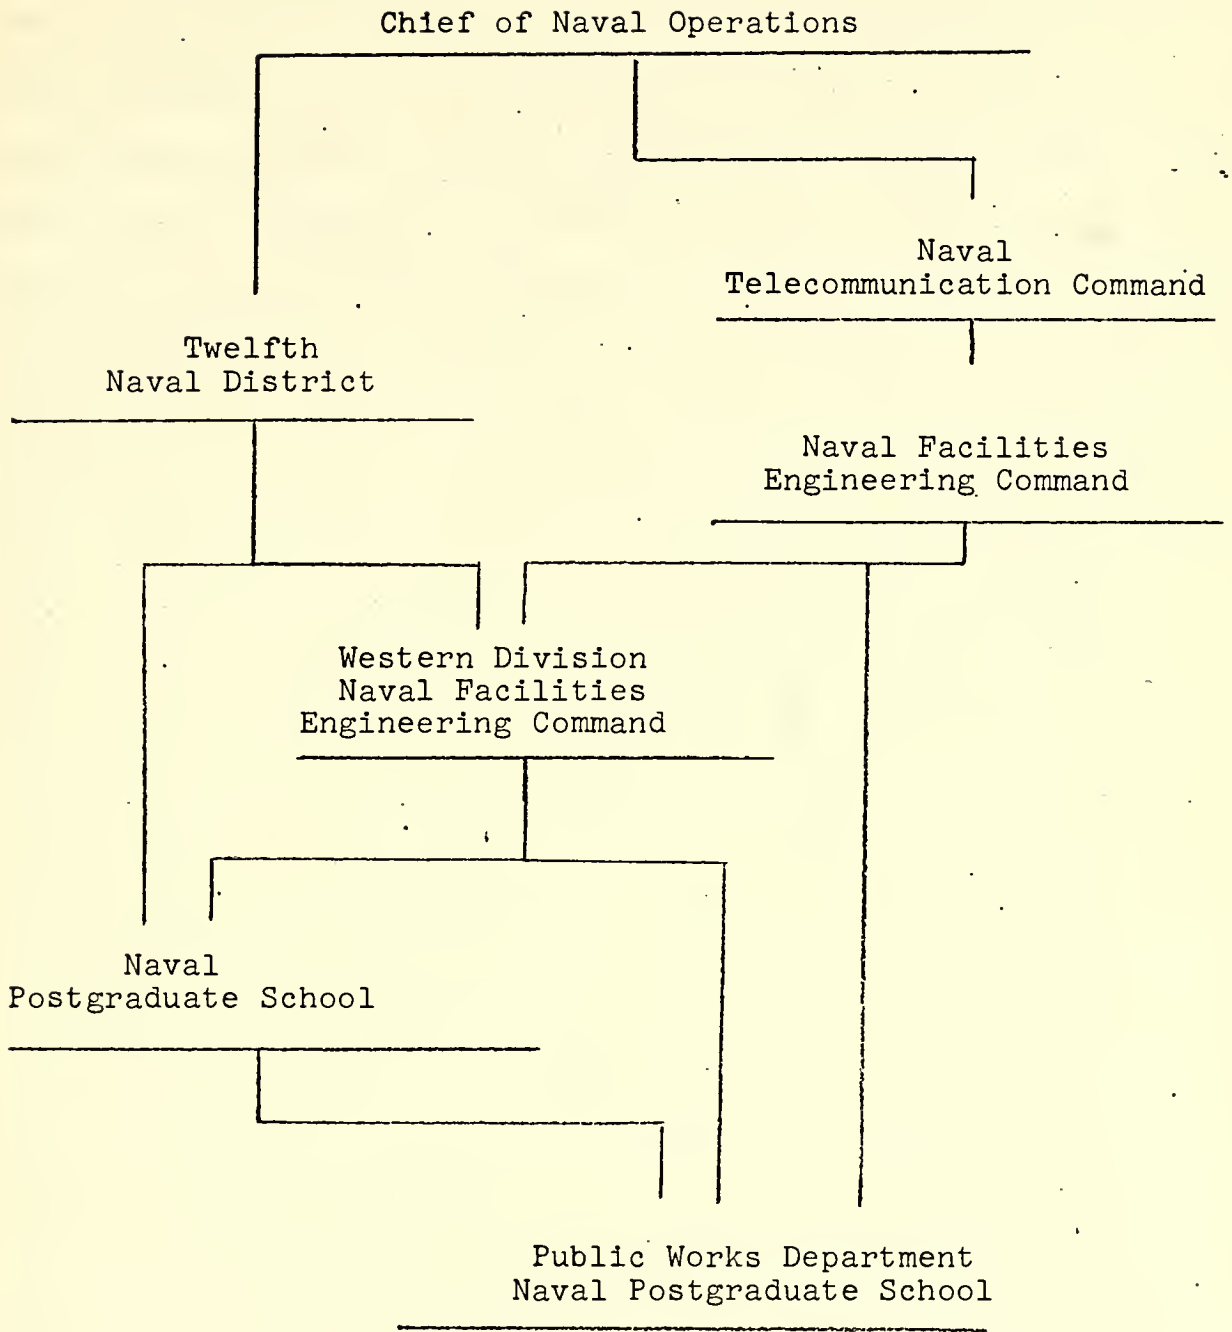 Chief of Naval Operations
Naval
Telecommunication Command
Twelfth
Naval District
Naval Facilities
Engineering Command
Western Division
Naval Facilities
Engineering Command
Naval
Postgraduate School
Public Works Department
Naval Postgraduate School